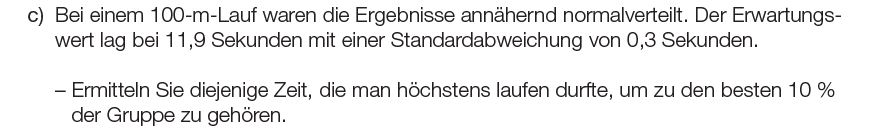 c) Bei einem 100-m-Lauf waren die Ergebnisse annähernd normalverteilt. Der Erwartungs-
wert lag bei 11,9 Sekunden mit einer Standardabweichung von 0,3 Sekunden.
– Ermitteln Sie diejenige Zeit, die man höchstens laufen durfte, um zu den besten 10 %
der Gruppe zu gehören.